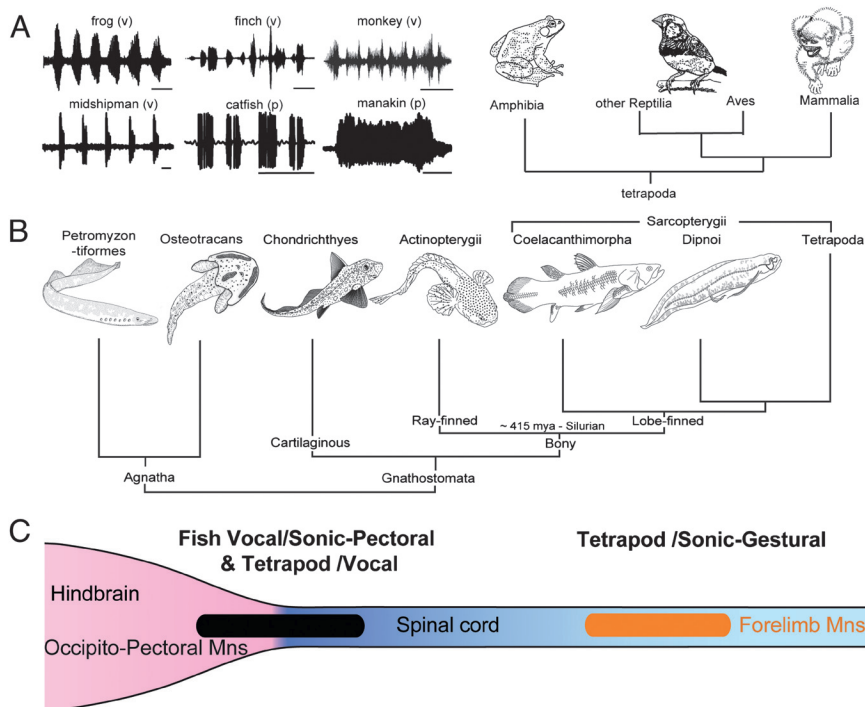 A
frog (v)
finch (v)
monkey (v)
midshipman (v)
catfish (p)
manakin (p)
Amphibia
other Reptilia
Aves
Mammalia
tetrapoda
B
Sarcopterygii
Petromyzon
-tiformes
Osteotracans
Chondrichthyes
Actinopterygii
Coelacanthimorpha
Dipnoi
Tetrapoda
Ray-finned
~ 415 mya - Silurian
Lobe-finned
Cartilaginous
Bony
Agnatha
Gnathostomata
C
Fish Vocal/Sonic-Pectoral
& Tetrapod /Vocal
Tetrapod /Sonic-Gestural
Hindbrain
Spinal cord
Forelimb Mns
Occipito-Pectoral Mns